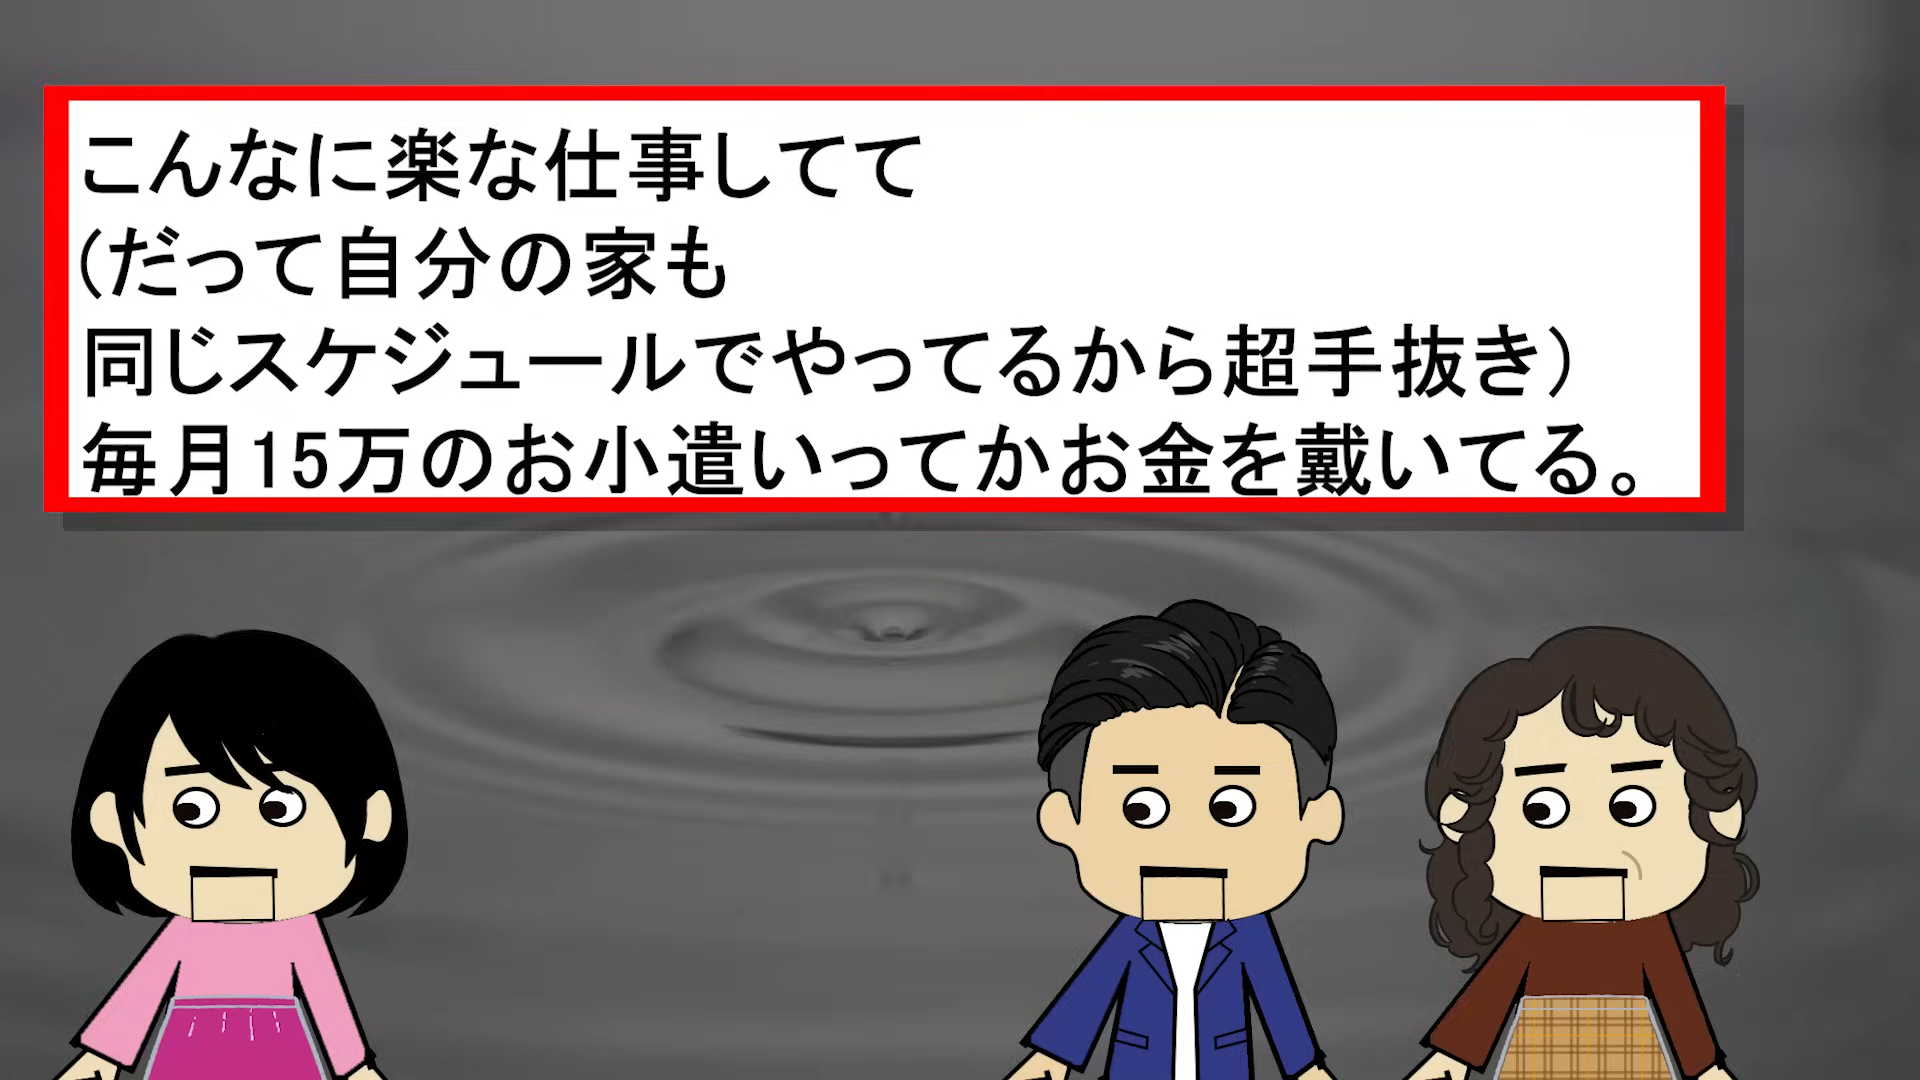 こんなに楽な仕事してて
(だって自分の家も
同じスケジュールでやってるから超手抜き)
毎月15万のお小遣いってかお金を戴いてる。